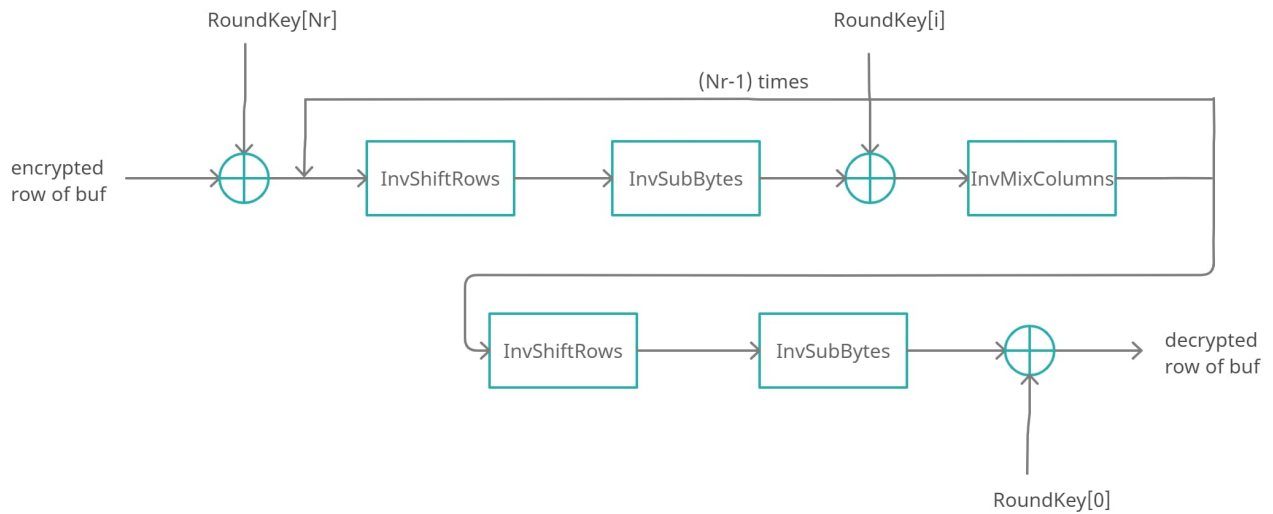 RoundKey[Nr]
RoundKey[i]
(Nr-1) times
encrypted
row of buf
InvShiftRows
InvSubBytes
InvMixColumns
InvShiftRows
InvSubBytes
decrypted
row of buf
RoundKey[0]